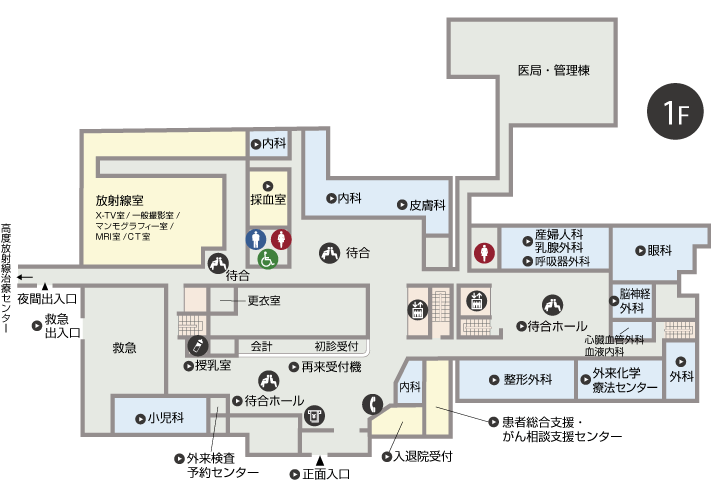 医局・管理棟
1F
内科
放射線室
X-TV室／一般撮影室／
マンモグラフィー室／
MRI室／CT室
採血室
内科
皮膚科
高度放射線治療センター
待合
待合
産婦人科
乳腺外科
呼吸器外科
眼科
夜間出入口
救急
出入口
更衣室
脳神経
外科
待合ホール
心臓血管外科
血液内科
救急
会計
初診受付
授乳室
再来受付機
外科
待合ホール
内科
整形外科
外来化学
療法センター
小児科
患者総合支援・
がん相談支援センター
外来検査
予約センター
正面入口
入退院受付